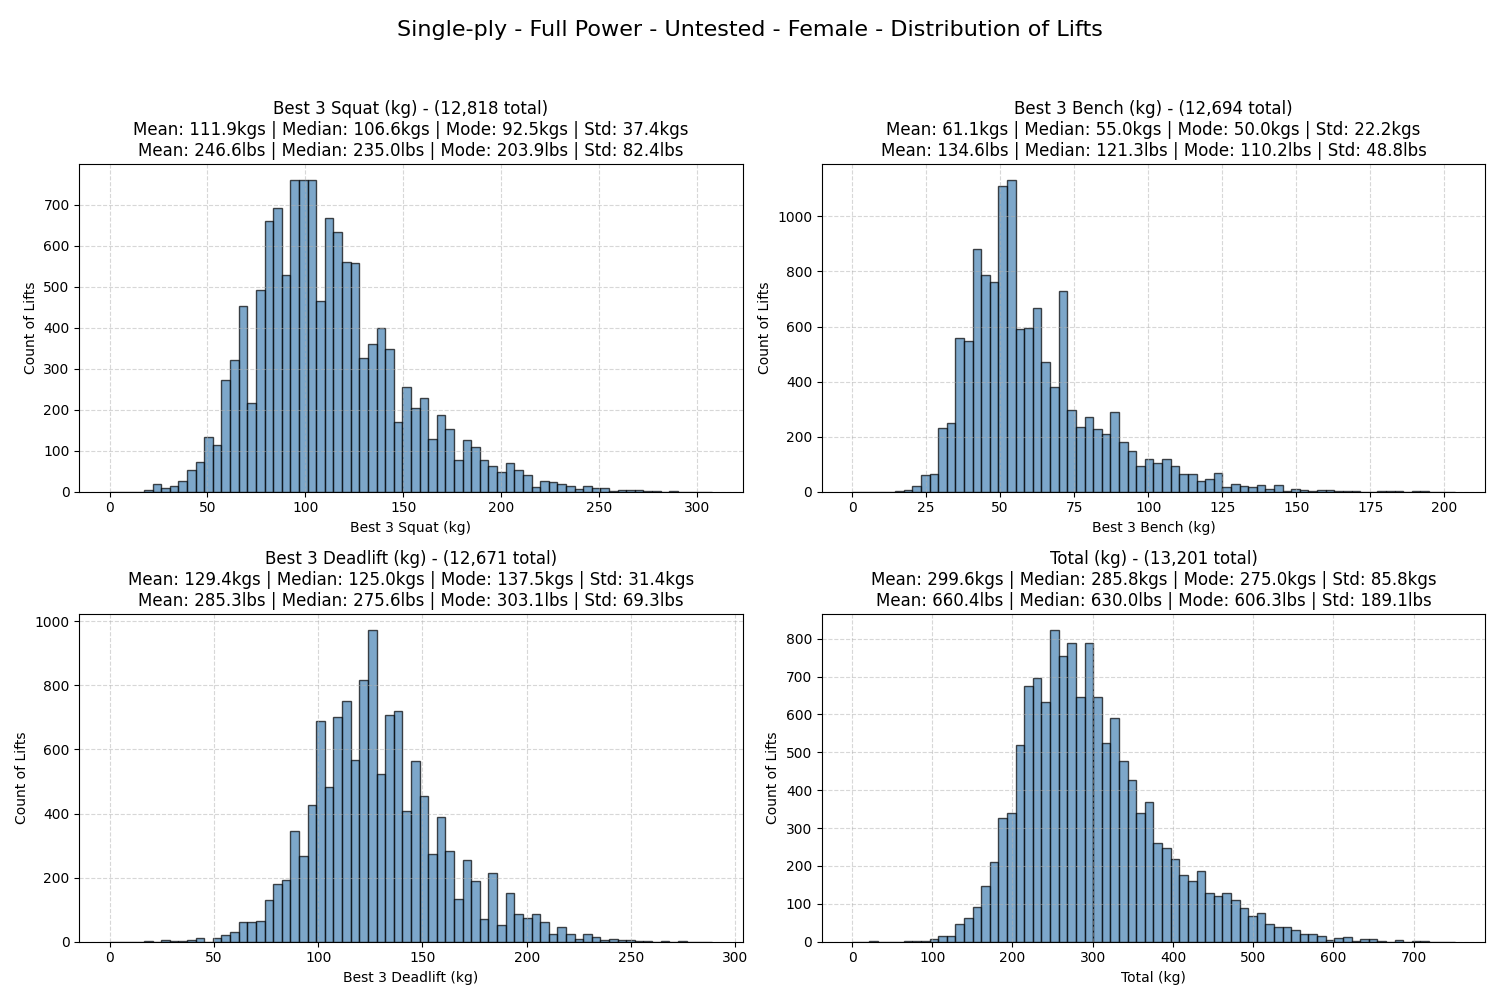 Single-ply - Full Power - Untested - Female - Distribution of Lifts
Best 3 Squat (kg) - (12,818 total)
Mean: 111.9kgs | Median: 106.6kgs | Mode: 92.5kgs | Std: 37.4kgs
Mean: 246.6lbs | Median: 235.0lbs | Mode: 203.9lbs | Std: 82.4lbs
Count of Lifts
700
600
500
400
300
200
100
0
0 50 100 150 200 250 300
Best 3 Squat (kg)
Best 3 Bench (kg) - (12,694 total)
Mean: 61.1kgs | Median: 55.0kgs | Mode: 50.0kgs | Std: 22.2kgs
Mean: 134.6lbs | Median: 121.3lbs | Mode: 110.2lbs | Std: 48.8lbs
Count of Lifts
1000
800
600
400
200
0
0 25 50 75 100 125 150 175 200
Best 3 Bench (kg)
Best 3 Deadlift (kg) - (12,671 total)
Mean: 129.4kgs | Median: 125.0kgs | Mode: 137.5kgs | Std: 31.4kgs
Mean: 285.3lbs | Median: 275.6lbs | Mode: 303.1lbs | Std: 69.3lbs
Count of Lifts
1000
800
600
400
200
0
0 50 100 150 200 250 300
Best 3 Deadlift (kg)
Total (kg) - (13,201 total)
Mean: 299.6kgs | Median: 285.8kgs | Mode: 275.0kgs | Std: 85.8kgs
Mean: 660.4lbs | Median: 630.0lbs | Mode: 606.3lbs | Std: 189.1lbs
Count of Lifts
800
700
600
500
400
300
200
100
0
0 100 200 300 400 500 600 700
Total (kg)